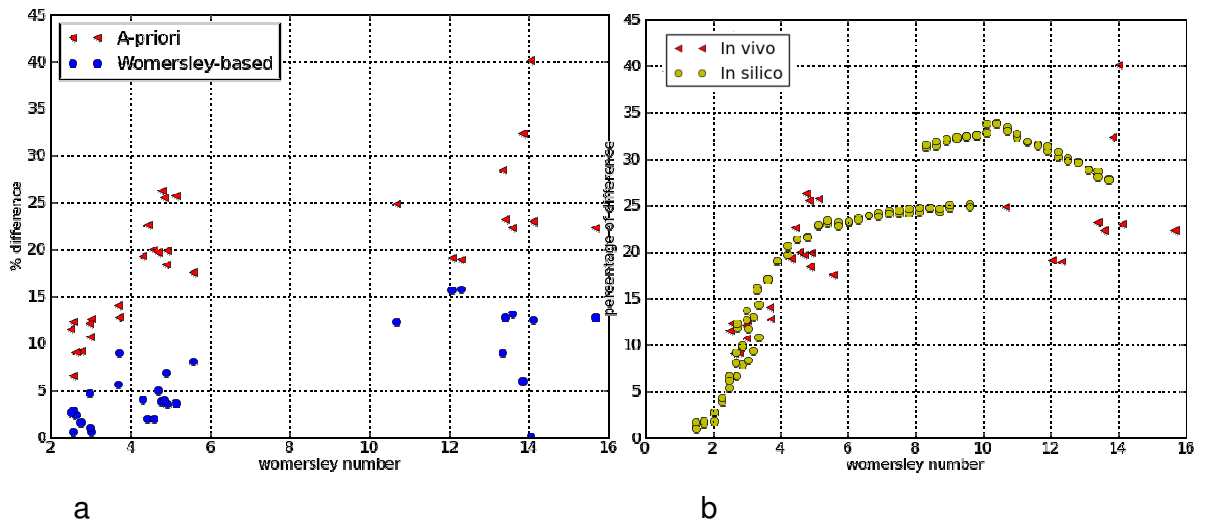 45
40
35
30
25
20
15
10
5
0
% difference
A-priori
Womersley-based
2 4 6 8 10 12 14 16
womersley number
a
45
40
35
30
25
20
15
10
5
0
percentage of difference
In vivo
In silico
0 2 4 6 8 10 12 14 16
womersley number
b